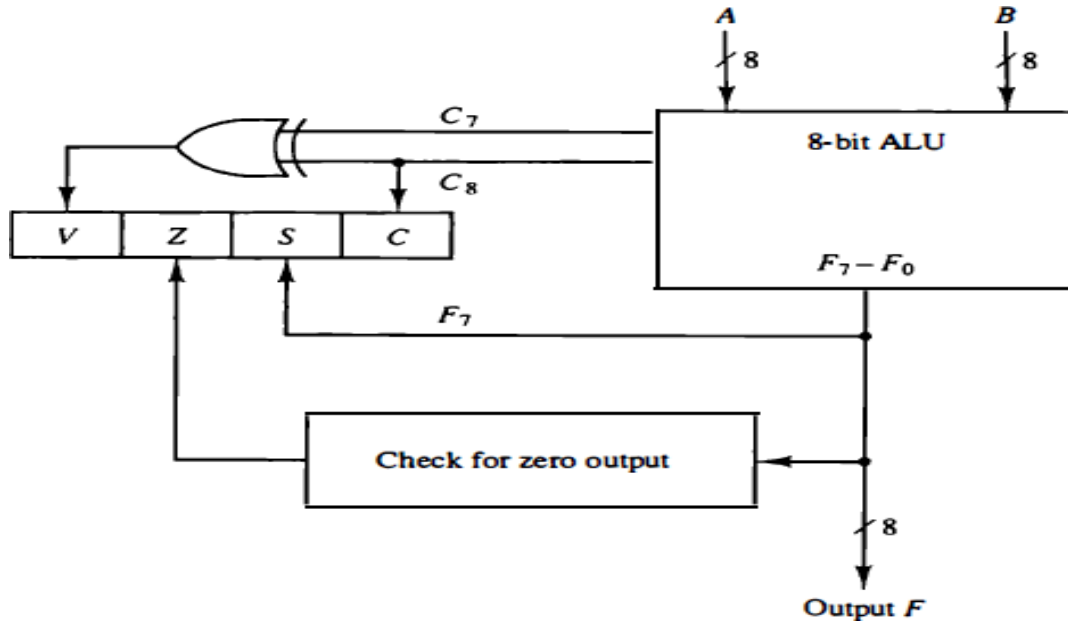 A B
8 8
C₇
8-bit ALU
C₈
V Z S C
F₇ – F₀
F₇
Check for zero output
8
Output F